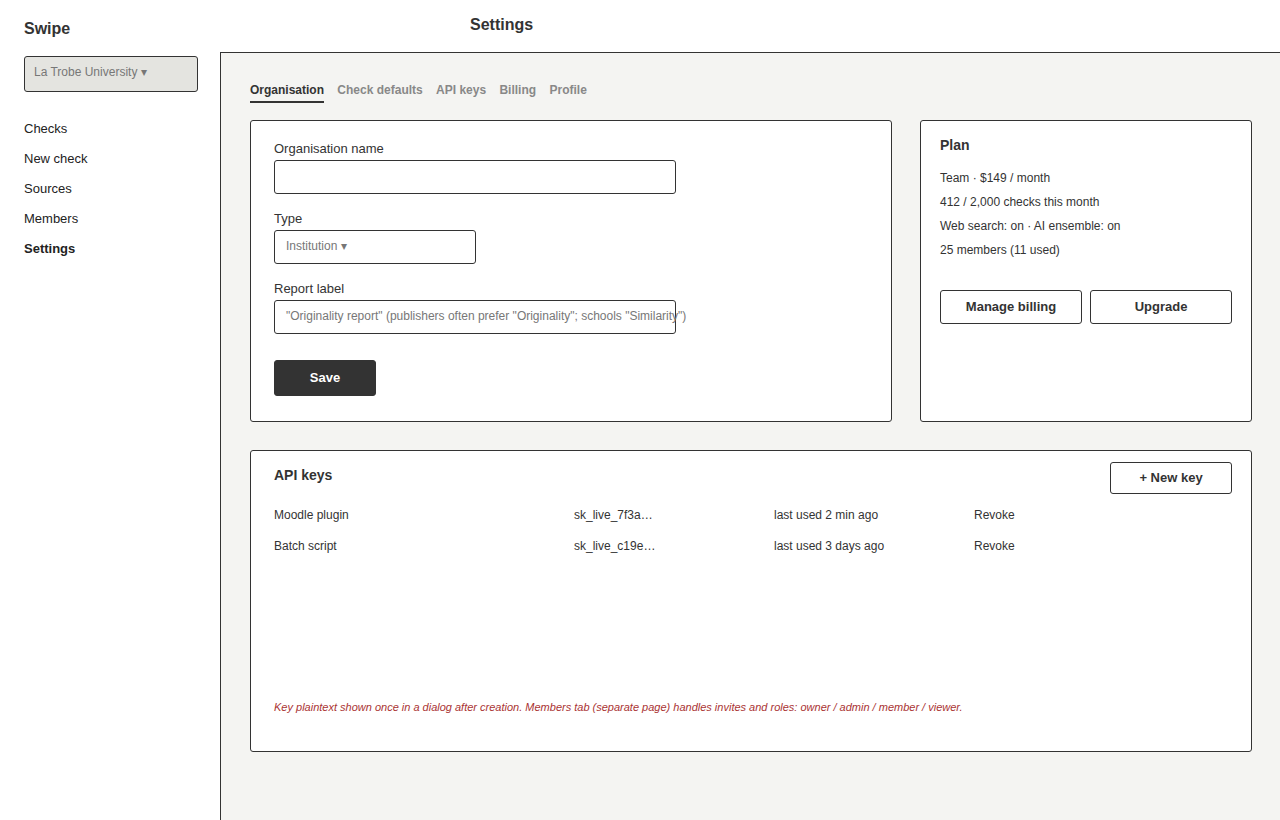 Swipe
Settings
La Trobe University ▾
Checks
New check
Sources
Members
Settings
Organisation Check defaults API keys Billing Profile
Organisation name
Type
Institution ▾
Report label
"Originality report" (publishers often prefer "Originality"; schools "Similarity")
Save
Plan
Team · $149 / month
412 / 2,000 checks this month
Web search: on · AI ensemble: on
25 members (11 used)
Manage billing Upgrade
API keys
+ New key
Moodle plugin sk_live_7f3a… last used 2 min ago Revoke
Batch script sk_live_c19e… last used 3 days ago Revoke
Key plaintext shown once in a dialog after creation. Members tab (separate page) handles invites and roles: owner / admin / member / viewer.